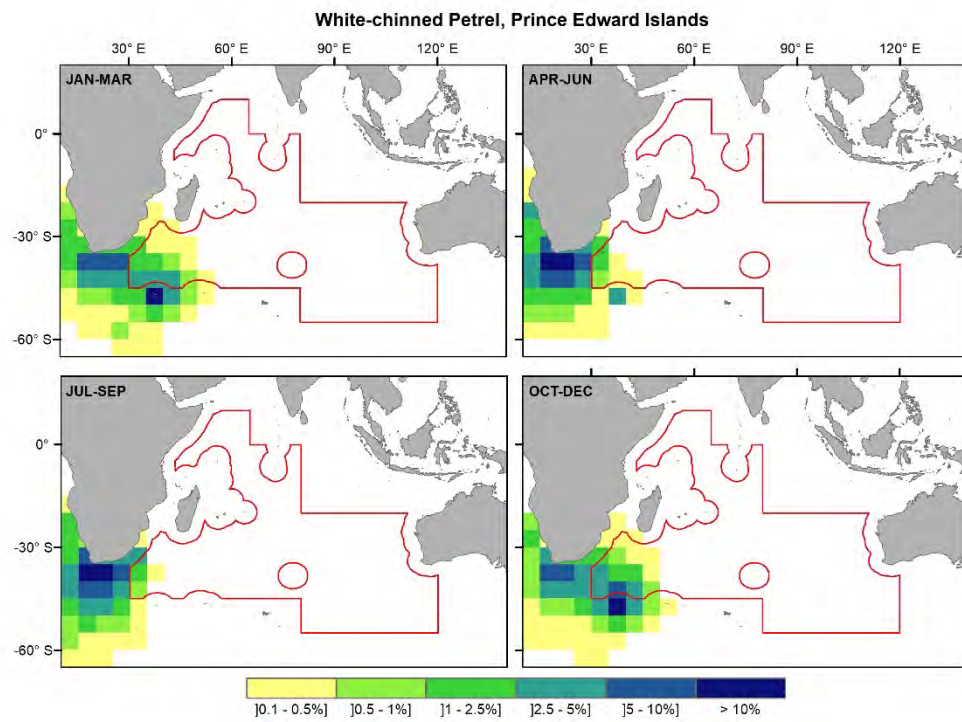 White-chinned Petrel, Prince Edward Islands
30° E 60° E 90° E 120° E 30° E 60° E 90° E 120° E
JAN-MAR APR-JUN
0°
-30°
-60° S
JUL-SEP OCT-DEC
0°
-30°
-60° S
]0.1 - 0.5%] ]0.5 - 1%] ]1 - 2.5%] ]2.5 - 5%] ]5 - 10%] > 10%